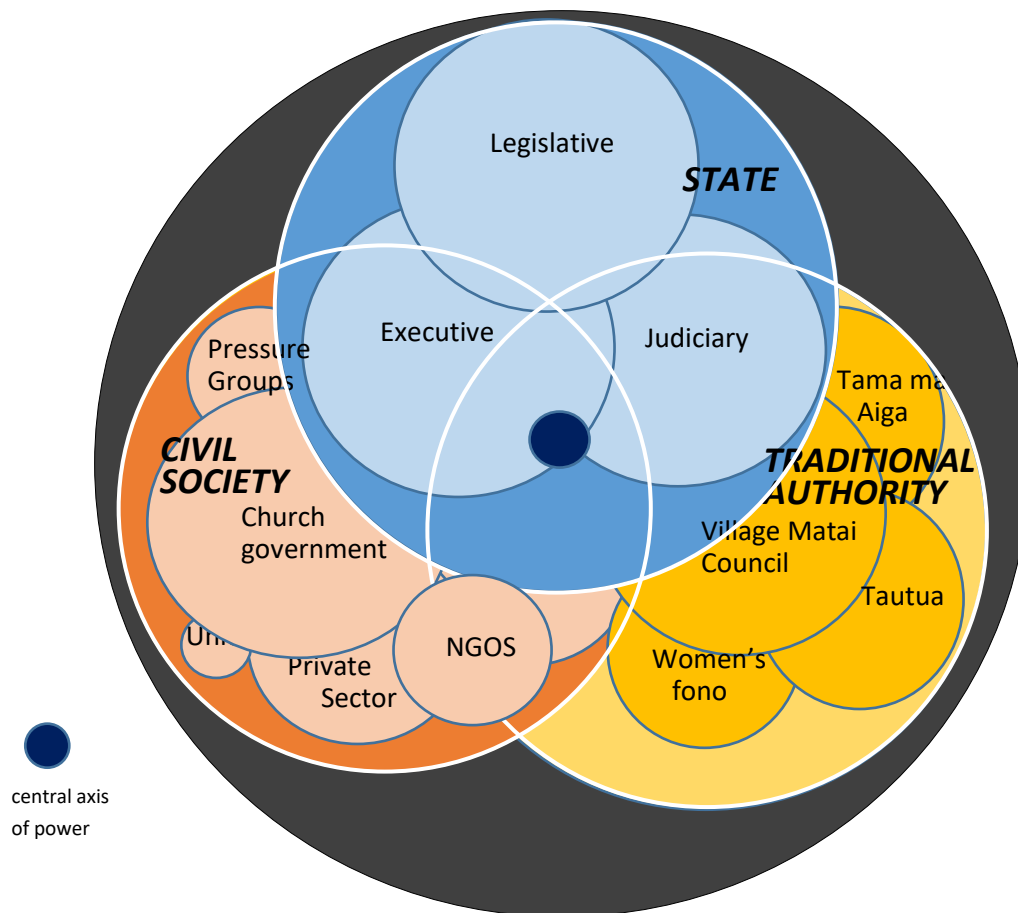 Legislative
STATE
Executive
Judiciary
Pressure
Groups
Tama ma
Aiga
CIVIL
SOCIETY
TRADITIONAL
AUTHORITY
Church
government
Village Matai
Council
Tautua
NGOS
Women’s
fono
Private
Sector
central axis
of power